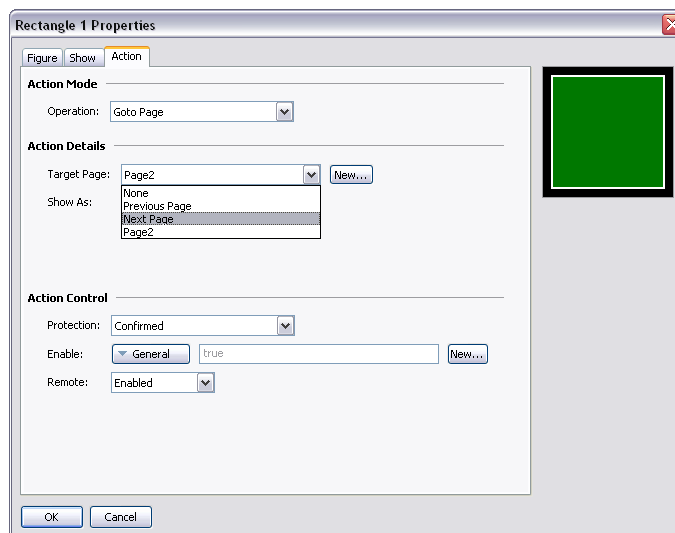 Rectangle 1 Properties
Figure Show Action
Action Mode
Operation: Goto Page
Action Details
Target Page: Page2 New...
None
Show As: Previous Page
Next Page
Page2
Action Control
Protection: Confirmed
Enable: General true New...
Remote: Enabled
OK Cancel